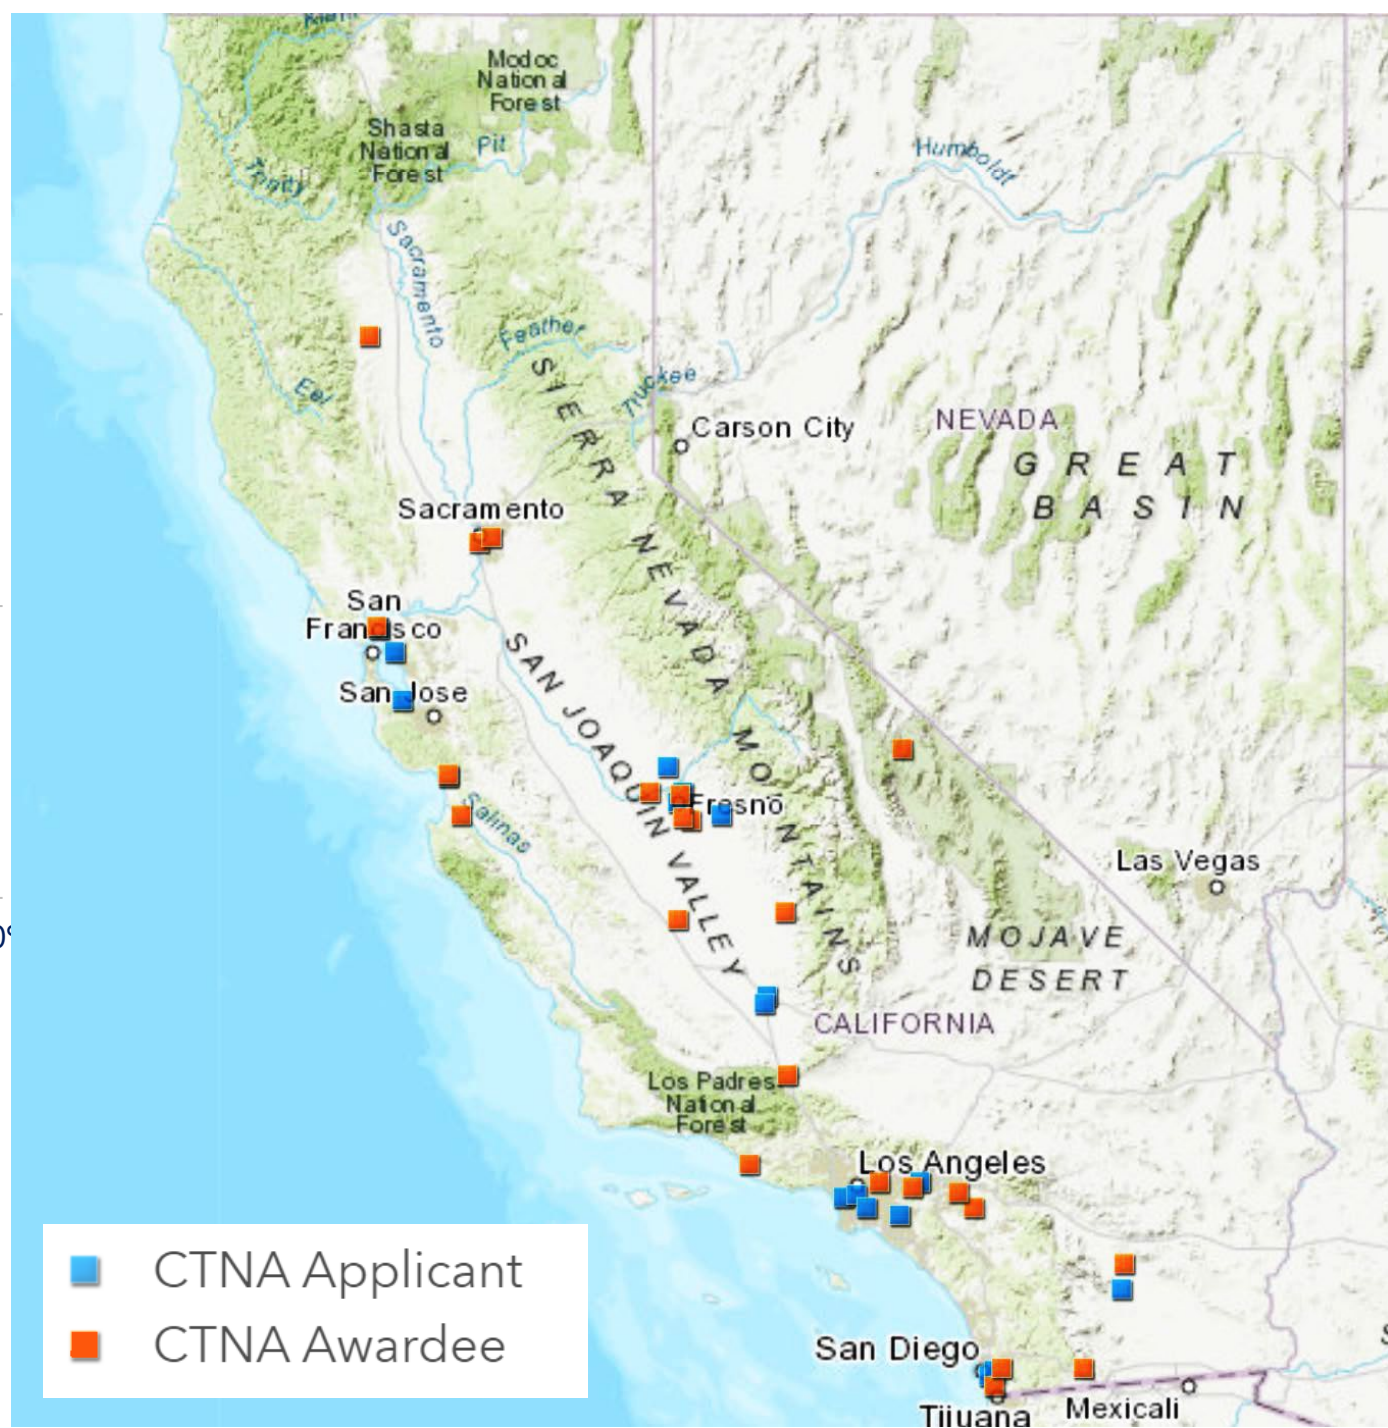 Modoc
National
Forest
Shasta
National
Forest
Pit
Trinity
Humboldt
Sacramento
Feather
Eel
Truckee
Carson City
NEVADA
GREAT
BASIN
SIERRA NEVADA MOUNTAINS
Sacramento
San
Francisco
San Jose
SAN JOAQUIN VALLEY
Salinas
Fresno
Las Vegas
MOJAVE
DESERT
CALIFORNIA
Los Padres
National
Forest
Los Angeles
San Diego
Tijuana
Mexicali
CTNA Applicant
CTNA Awardee